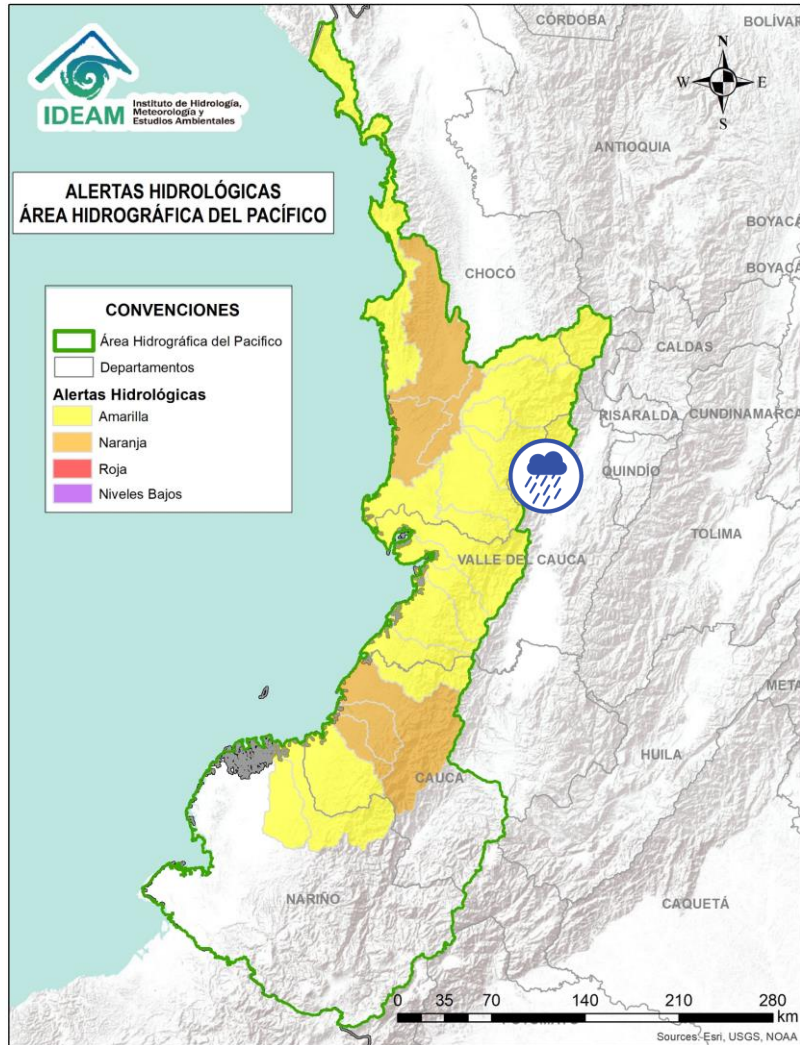 IDEAM
Instituto de Hidrología,
Meteorología y
Estudios Ambientales
ALERTAS HIDROLÓGICAS
ÁREA HIDROGRÁFICA DEL PACÍFICO
CONVENCIONES
Área Hidrográfica del Pacifico
Departamentos
Alertas Hidrológicas
Amarilla
Naranja
Roja
Niveles Bajos
N
W
E
S
CÓRDOBA
BOLÍVAR
ANTIOQUIA
BOYACÁ
BOYACÁ
CHOCÓ
CALDAS
RISARALDA
CUNDINAMARCA
QUINDÍO
TOLIMA
VALLE DEL CAUCA
META
HUILA
CAUCA
NARIÑO
CAQUETÁ
0 35 70 140 210 280
km
Sources: Esri, USGS, NOAA